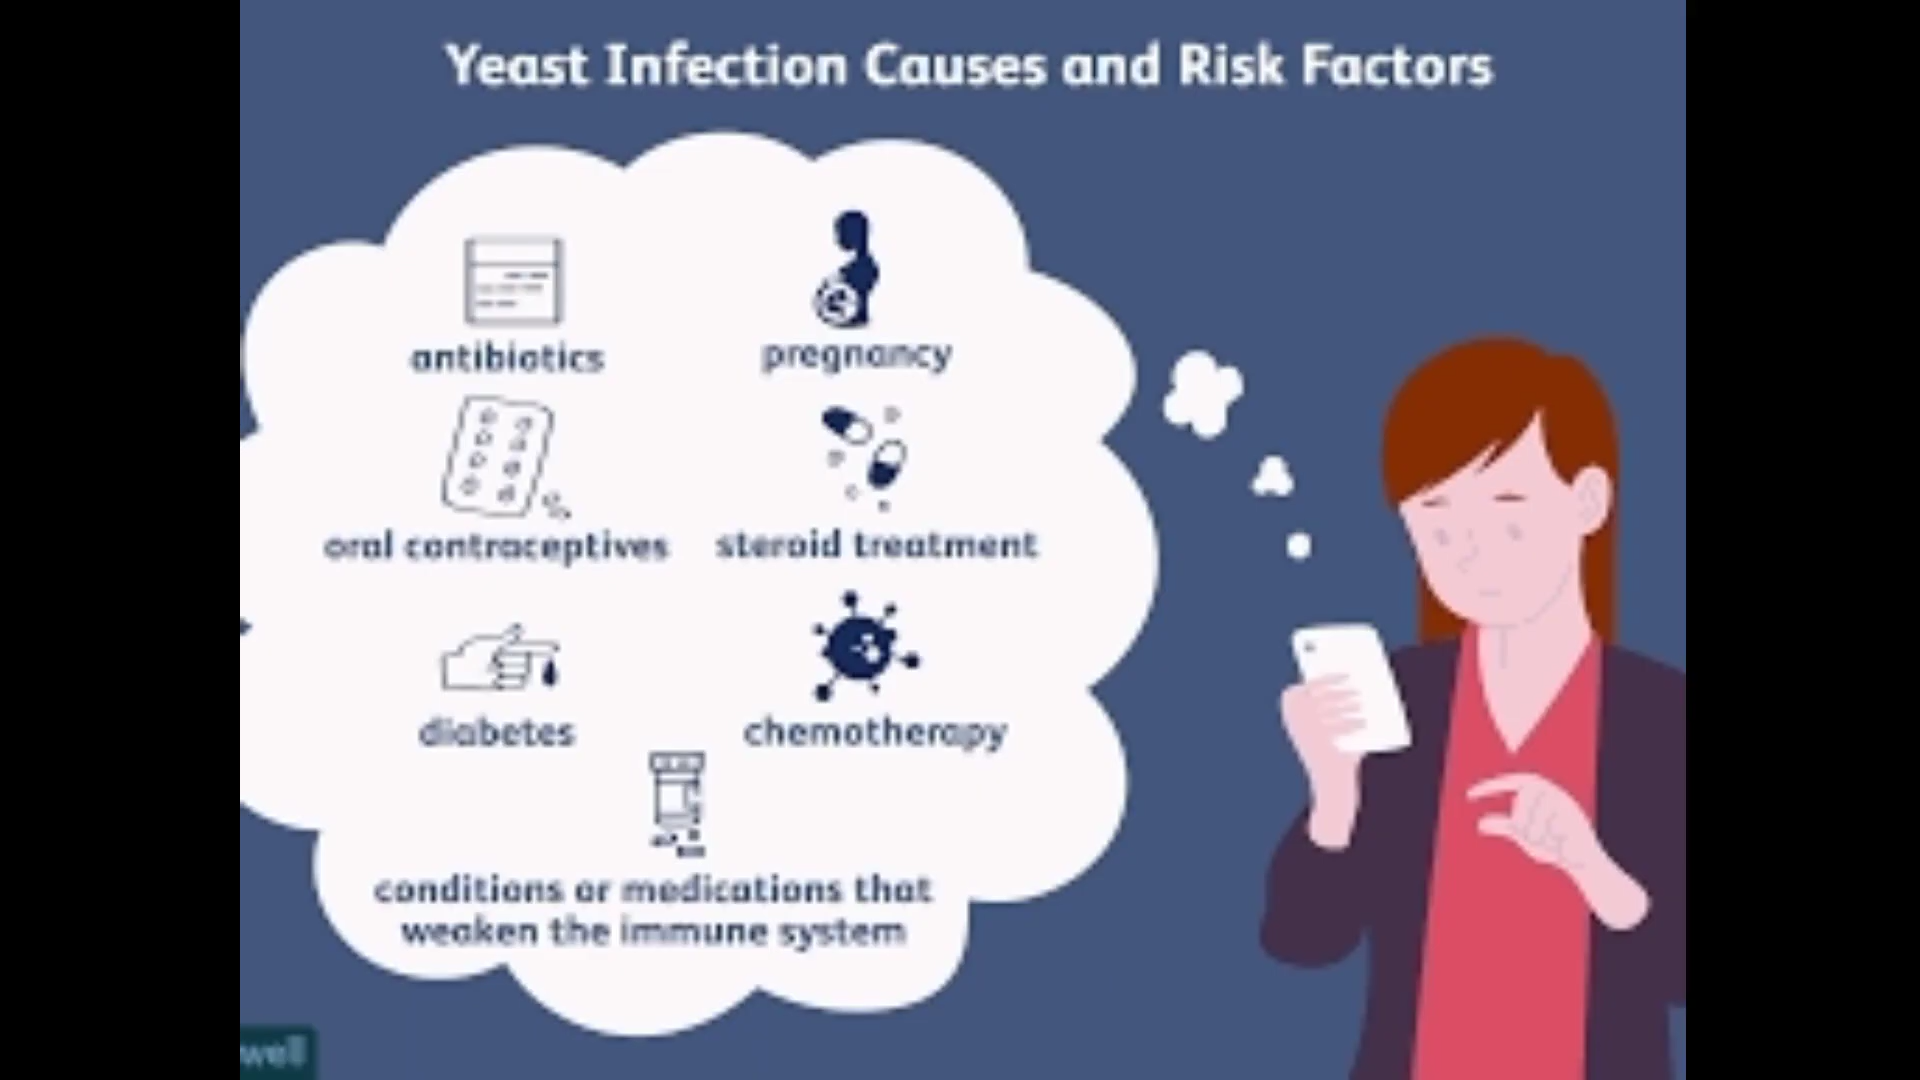 Yeast Infection Causes and Risk Factors
antibiotics
pregnancy
oral contraceptives
steroid treatment
diabetes
chemotherapy
conditions or medications that
weaken the immune system
well